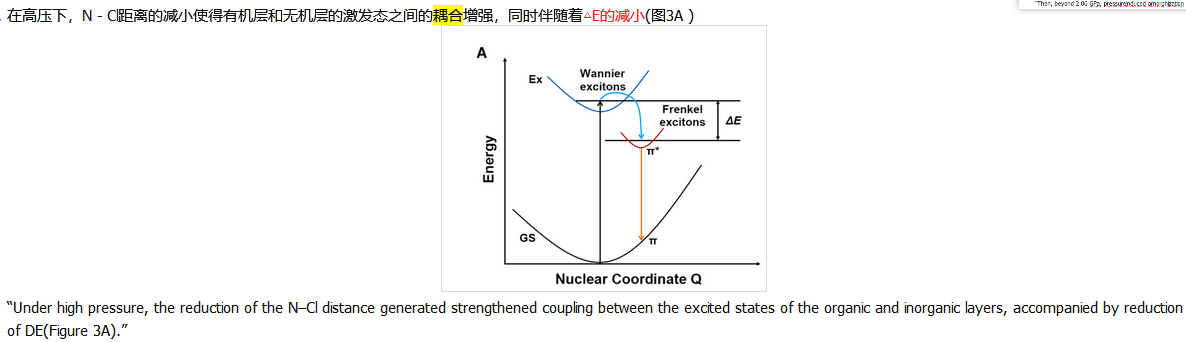 "Then, beyond 2.06 GPa, pressureinduced amorphization
在高压下，N - Cl距离的减小使得有机层和无机层的激发态之间的耦合增强，同时伴随着△E的减小(图3A )
A
Ex
Wannier
excitons
Frenkel
excitons
ΔE
π*
Energy
GS
π
Nuclear Coordinate Q
“Under high pressure, the reduction of the N–Cl distance generated strengthened coupling between the excited states of the organic and inorganic layers, accompanied by reduction
of DE(Figure 3A).”